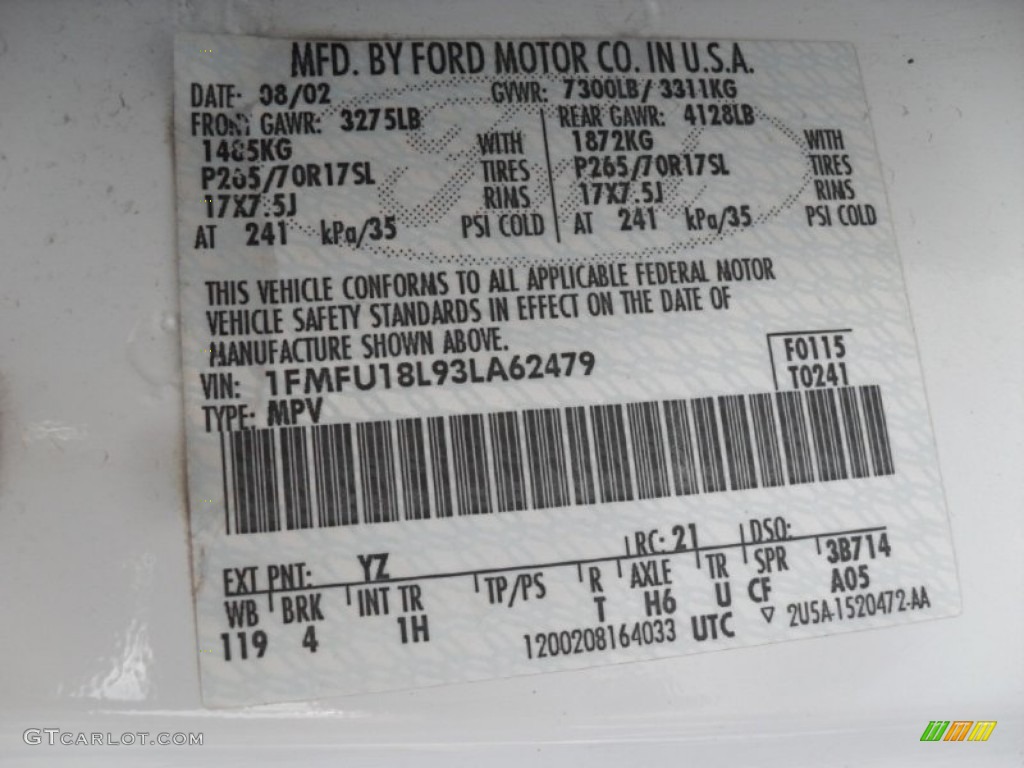 MFD. BY FORD MOTOR CO. IN U.S.A.
DATE: 08/02 GVWR: 7300LB/ 3311KG
FRONT GAWR: 3275LB REAR GAWR: 4128LB
1485KG WITH 1872KG WITH
P265/70R17SL TIRES P265/70R17SL TIRES
17X7.5J RIMS 17X7.5J RIMS
AT 241 kPa/35 PSI COLD AT 241 kPa/35 PSI COLD
THIS VEHICLE CONFORMS TO ALL APPLICABLE FEDERAL MOTOR
VEHICLE SAFETY STANDARDS IN EFFECT ON THE DATE OF
MANUFACTURE SHOWN ABOVE.
VIN: 1FMFU18L93LA62479 F0115
TYPE: MPV T0241
EXT PNT: YZ RC: 21 DSO:
WB BRK INT TR TP/PS R AXLE TR SPR 3B714
119 4 1H T H6 U CF A05
1200208164033 UTC ▽ 2U5A-1520472-AA
GTCARLOT.COM